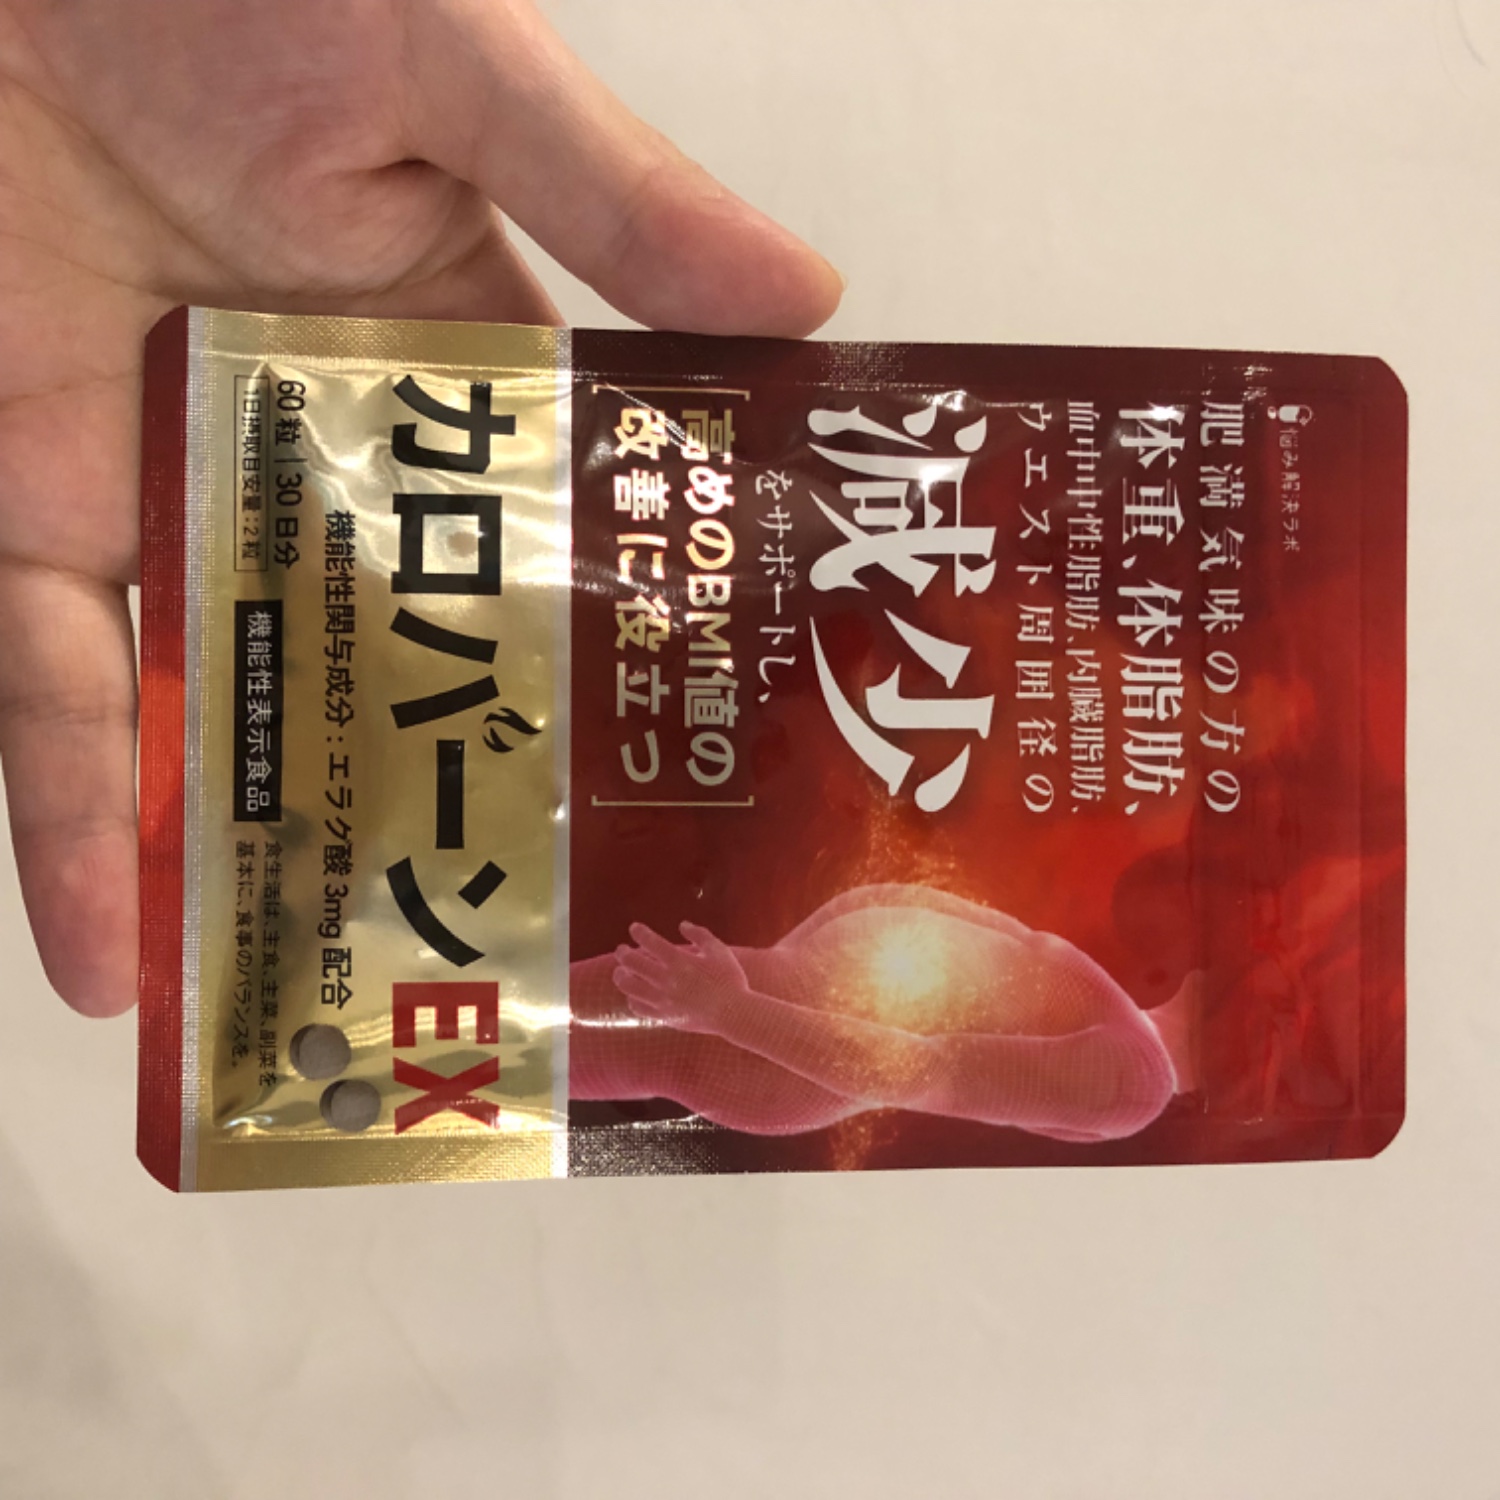 悩み解決ラボ
肥満気味の方の
体重、体脂肪、
血中中性脂肪、内臓脂肪、
ウエスト周囲径の
減少
をサポートし、
高めのBMI値の
改善に役立つ
カロバーンEX
機能性関与成分：エラグ酸 3mg 配合
60粒 | 30日分
1日摂取目安量：2粒
機能性表示食品
食生活は、主食、主菜、副菜を
基本に、食事のバランスを。